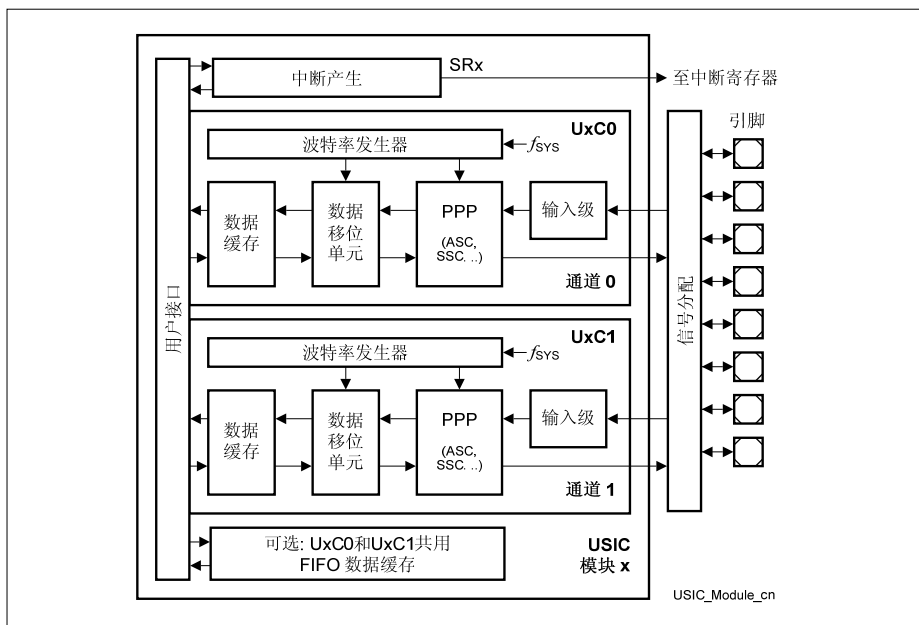 中断产生
SRx
至中断寄存器
引脚
UxC0
波特率发生器
fSYS
数据
缓存
数据
移位
单元
PPP
(ASC,
SSC. ..)
输入级
通道 0
用户接口
信号分配
UxC1
波特率发生器
fSYS
数据
缓存
数据
移位
单元
PPP
(ASC,
SSC. ..)
输入级
通道 1
可选: UxC0和UxC1共用
FIFO 数据缓存
USIC
模块 x
USIC_Module_cn